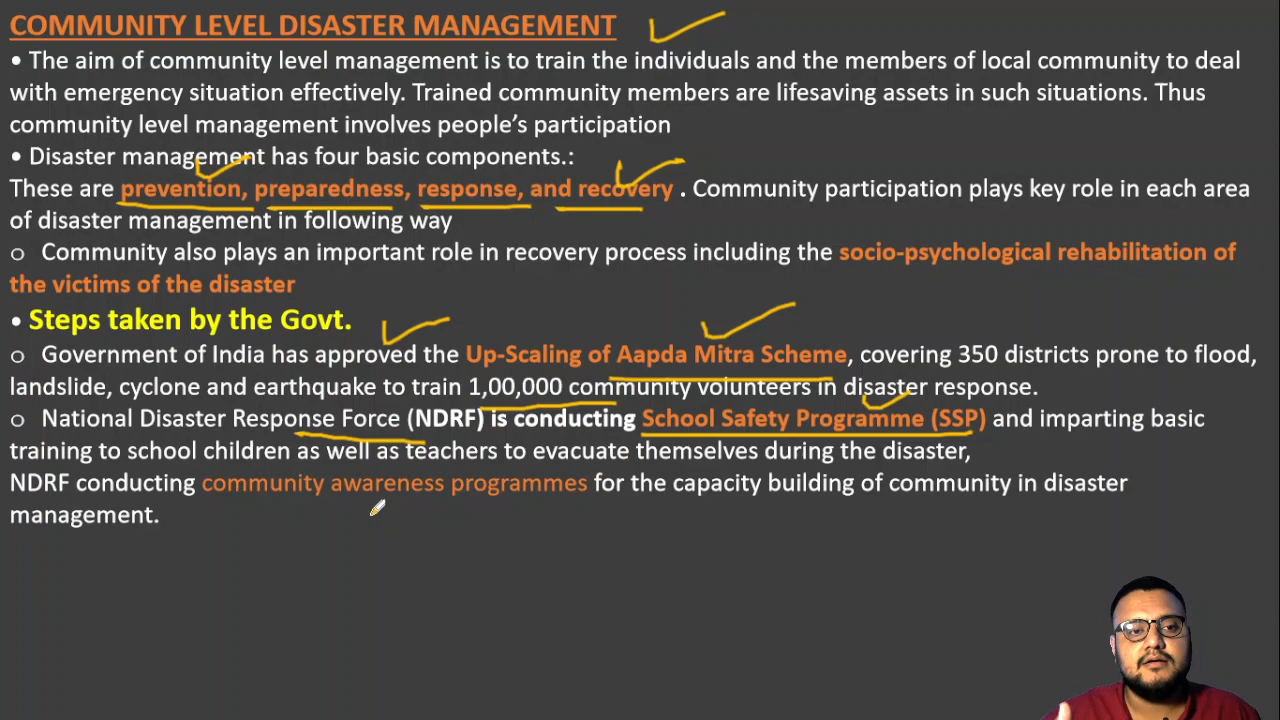 COMMUNITY LEVEL DISASTER MANAGEMENT
• The aim of community level management is to train the individuals and the members of local community to deal
with emergency situation effectively. Trained community members are lifesaving assets in such situations. Thus
community level management involves people’s participation
• Disaster management has four basic components.:
These are prevention, preparedness, response, and recovery . Community participation plays key role in each area
of disaster management in following way
o Community also plays an important role in recovery process including the socio-psychological rehabilitation of
the victims of the disaster
• Steps taken by the Govt.
o Government of India has approved the Up-Scaling of Aapda Mitra Scheme, covering 350 districts prone to flood,
landslide, cyclone and earthquake to train 1,00,000 community volunteers in disaster response.
o National Disaster Response Force (NDRF) is conducting School Safety Programme (SSP) and imparting basic
training to school children as well as teachers to evacuate themselves during the disaster,
NDRF conducting community awareness programmes for the capacity building of community in disaster
management.